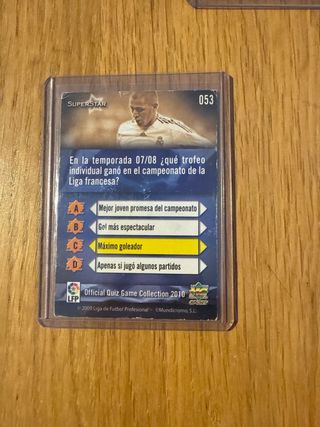 SUPERSTAR
053
En la temporada 07/08 ¿qué trofeo
individual ganó en el campeonato de la
Liga francesa?
A Mejor joven promesa del campeonato
B Gol más espectacular
C Máximo goleador
D Apenas si jugó algunos partidos
LFP
Official Quiz Game Collection 2010
© 2009 Liga de Futbol Profesional - ©Mundicromo, S.L.